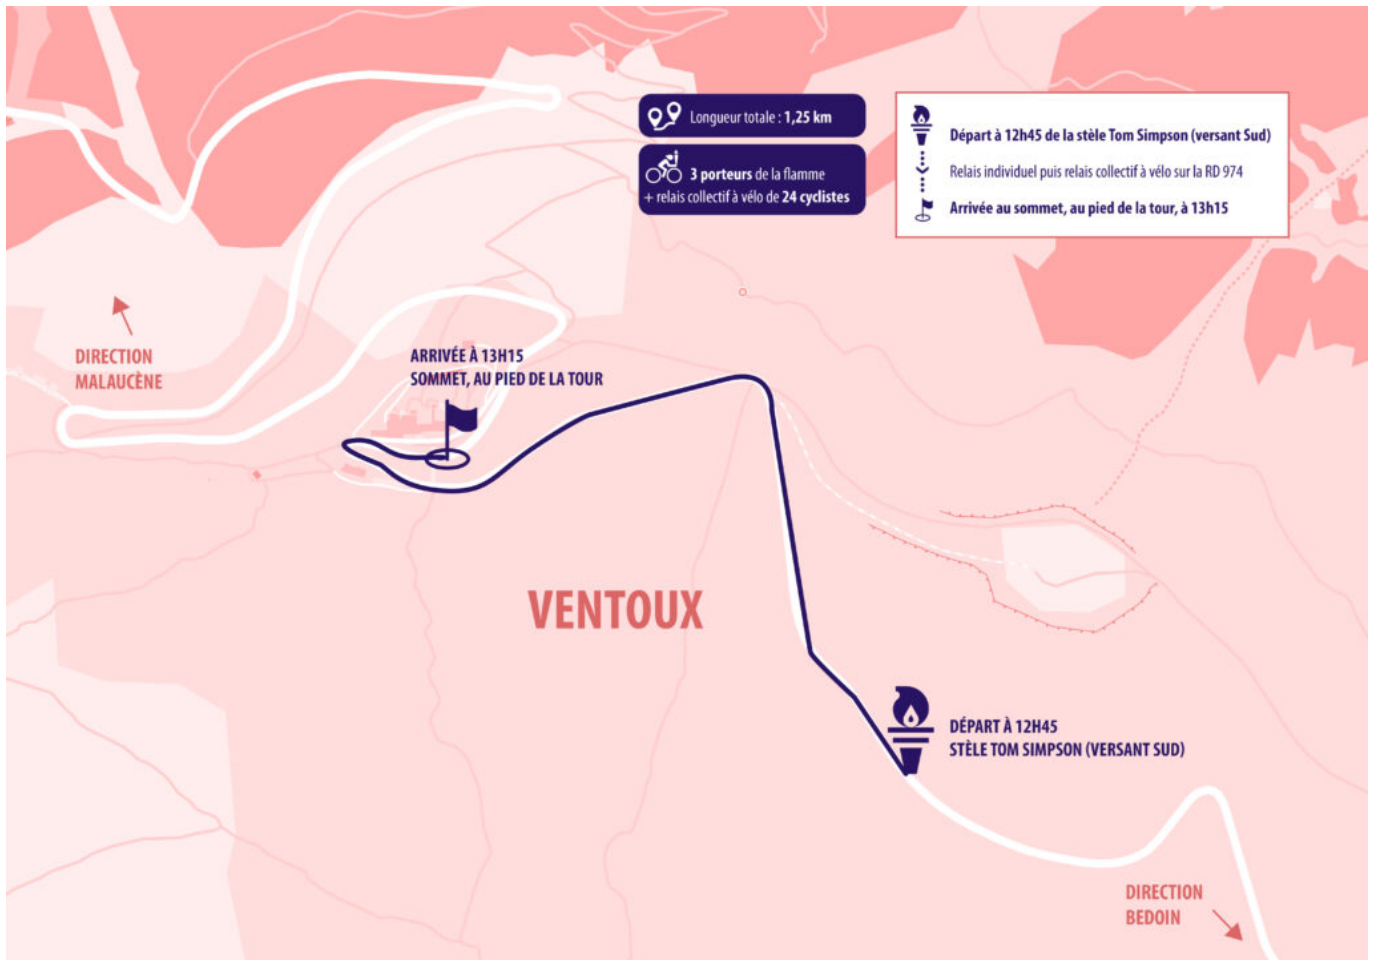 Longueur totale : 1,25 km
3 porteurs de la flamme
+ relais collectif à vélo de 24 cyclistes
Départ à 12h45 de la stèle Tom Simpson (versant Sud)
Relais individuel puis relais collectif à vélo sur la RD 974
Arrivée au sommet, au pied de la tour, à 13h15
DIRECTION
MALAUCÈNE
ARRIVÉE À 13H15
SOMMET, AU PIED DE LA TOUR
VENTOUX
DÉPART À 12H45
STÈLE TOM SIMPSON (VERSANT SUD)
DIRECTION
BEDOIN